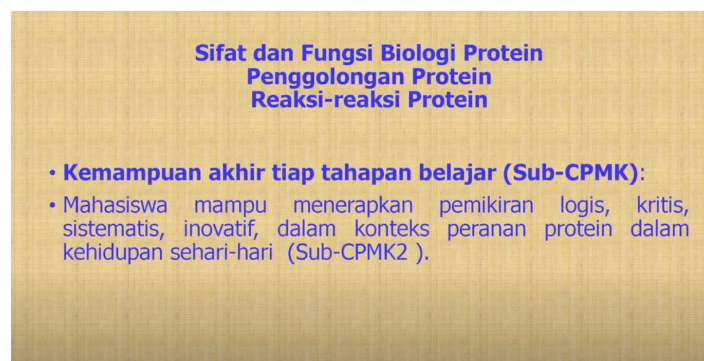 Sifat dan Fungsi Biologi Protein
Penggolongan Protein
Reaksi-reaksi Protein
• Kemampuan akhir tiap tahapan belajar (Sub-CPMK):
• Mahasiswa mampu menerapkan pemikiran logis, kritis,
sistematis, inovatif, dalam konteks peranan protein dalam
kehidupan sehari-hari (Sub-CPMK2 ).